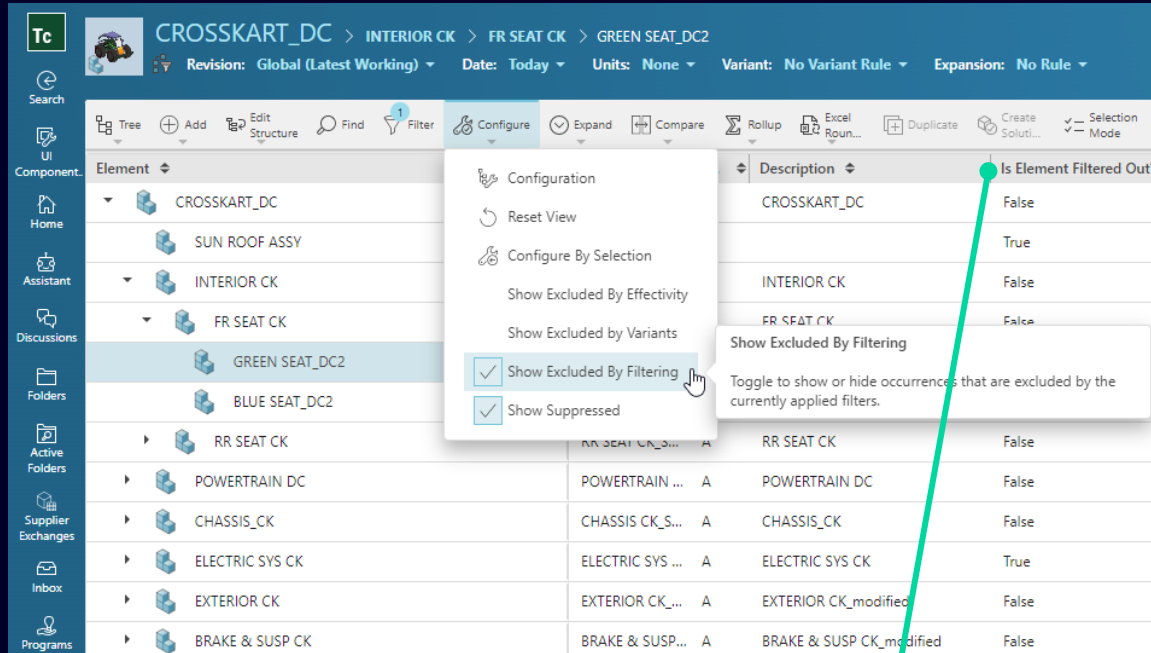 Tc
CROSSKART_DC > INTERIOR CK > FR SEAT CK > GREEN SEAT_DC2
Revision: Global (Latest Working) Date: Today Units: None Variant: No Variant Rule Expansion: No Rule
Search
UI
Component.
Home
Assistant
Discussions
Folders
Active
Folders
Supplier
Exchanges
Inbox
Programs
Tree Add Edit Structure Find 1 Filter Configure Expand Compare Rollup Excel Roun... Duplicate Create Soluti... Selection Mode
Element Description Is Element Filtered Out
Configuration
Reset View
Configure By Selection
Show Excluded By Effectivity
Show Excluded by Variants
Show Excluded By Filtering
Show Suppressed
Show Excluded By Filtering
Toggle to show or hide occurrences that are excluded by the
currently applied filters.
CROSSKART_DC CROSSKART_DC False
SUN ROOF ASSY True
INTERIOR CK INTERIOR CK False
FR SEAT CK FR SEAT CK False
GREEN SEAT_DC2
BLUE SEAT_DC2
RR SEAT CK RR SEAT CK_S... A RR SEAT CK False
POWERTRAIN DC POWERTRAIN ... A POWERTRAIN DC False
CHASSIS_CK CHASSIS CK_S... A CHASSIS_CK False
ELECTRIC SYS CK ELECTRIC SYS ... A ELECTRIC SYS CK True
EXTERIOR CK EXTERIOR CK_... A EXTERIOR CK_modified False
BRAKE & SUSP CK BRAKE & SUSP... A BRAKE & SUSP CK_modified False